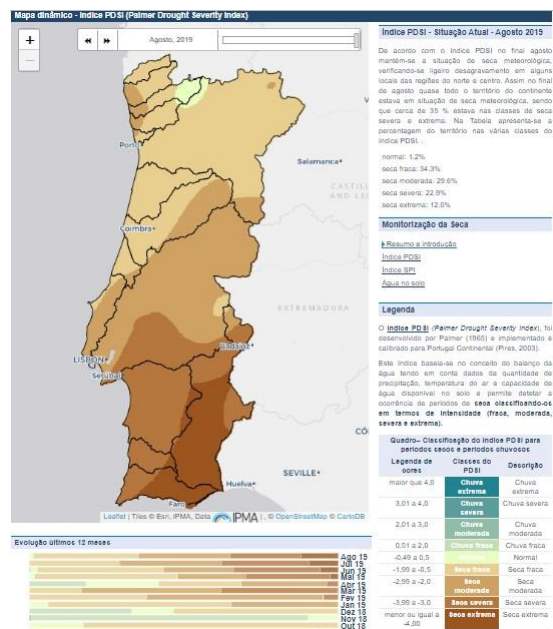 Mapa dinâmico - Índice PDSI (Palmer Drought Severity Index)
+
−
Agosto, 2019
Porto
Salamanca
CASTIL
AND LE
Coimbra
EXTREMADURA
LISBON
Badajoz
Setúbal
CÓ
SEVILLE
Huelva
Faro
Leaflet | Tiles © Esri, IPMA, Data IPMA | , © OpenStreetMap © CartoDB
Evolução últimos 12 meses
Ago 19
Jul 19
Jun 19
Mai 19
Abr 19
Mar 19
Fev 19
Jan 19
Dez 18
Nov 18
Out 18
Índice PDSI - Situação Atual - Agosto 2019
De acordo com o índice PDSI no final agosto
mantém-se a situação de seca meteorológica,
verificando-se ligeiro desagravamento em alguns
locais das regiões do norte e centro. Assim no final
de agosto quase todo o território do continente
estava em situação de seca meteorológica, sendo
que cerca de 35 % estava nas classes de seca
severa e extrema. Na Tabela apresenta-se a
percentagem do território nas várias classes do
índice PDSI. .
normal: 1.2%
seca fraca: 34.3%
seca moderada: 29.6%
seca severa: 22.9%
seca extrema: 12.0%
Monitorização da Seca
Resumo e introdução
Índice PDSI
Índice SPI
Água no solo
Legenda
O índice PDSI (Palmer Drought Severity Index), foi
desenvolvido por Palmer (1965) e implementado e
calibrado para Portugal Continental (Pires, 2003).
Este índice baseia-se no conceito do balanço da
água tendo em conta dados da quantidade de
precipitação, temperatura do ar e capacidade de
água disponível no solo e permite detetar a
ocorrência de períodos de seca classificando-os
em termos de intensidade (fraca, moderada,
severa e extrema).
Quadro– Classificação do índice PDSI para
períodos secos e períodos chuvosos
Legenda de cores Classes do PDSI Descrição
maior que 4,0 Chuva extrema Chuva extrema
3,01 a 4,0 Chuva severa Chuva severa
2,01 a 3,0 Chuva moderada Chuva moderada
0,51 a 2,0 Chuva fraca Chuva fraca
-0,49 a 0,5 Normal
-1,99 a -0,5 Seca fraca Seca fraca
-2,99 a -2,0 Seca moderada Seca moderada
-3,99 a -3,0 Seca severa Seca severa
menor ou igual a -4,00 Seca extrema Seca extrema